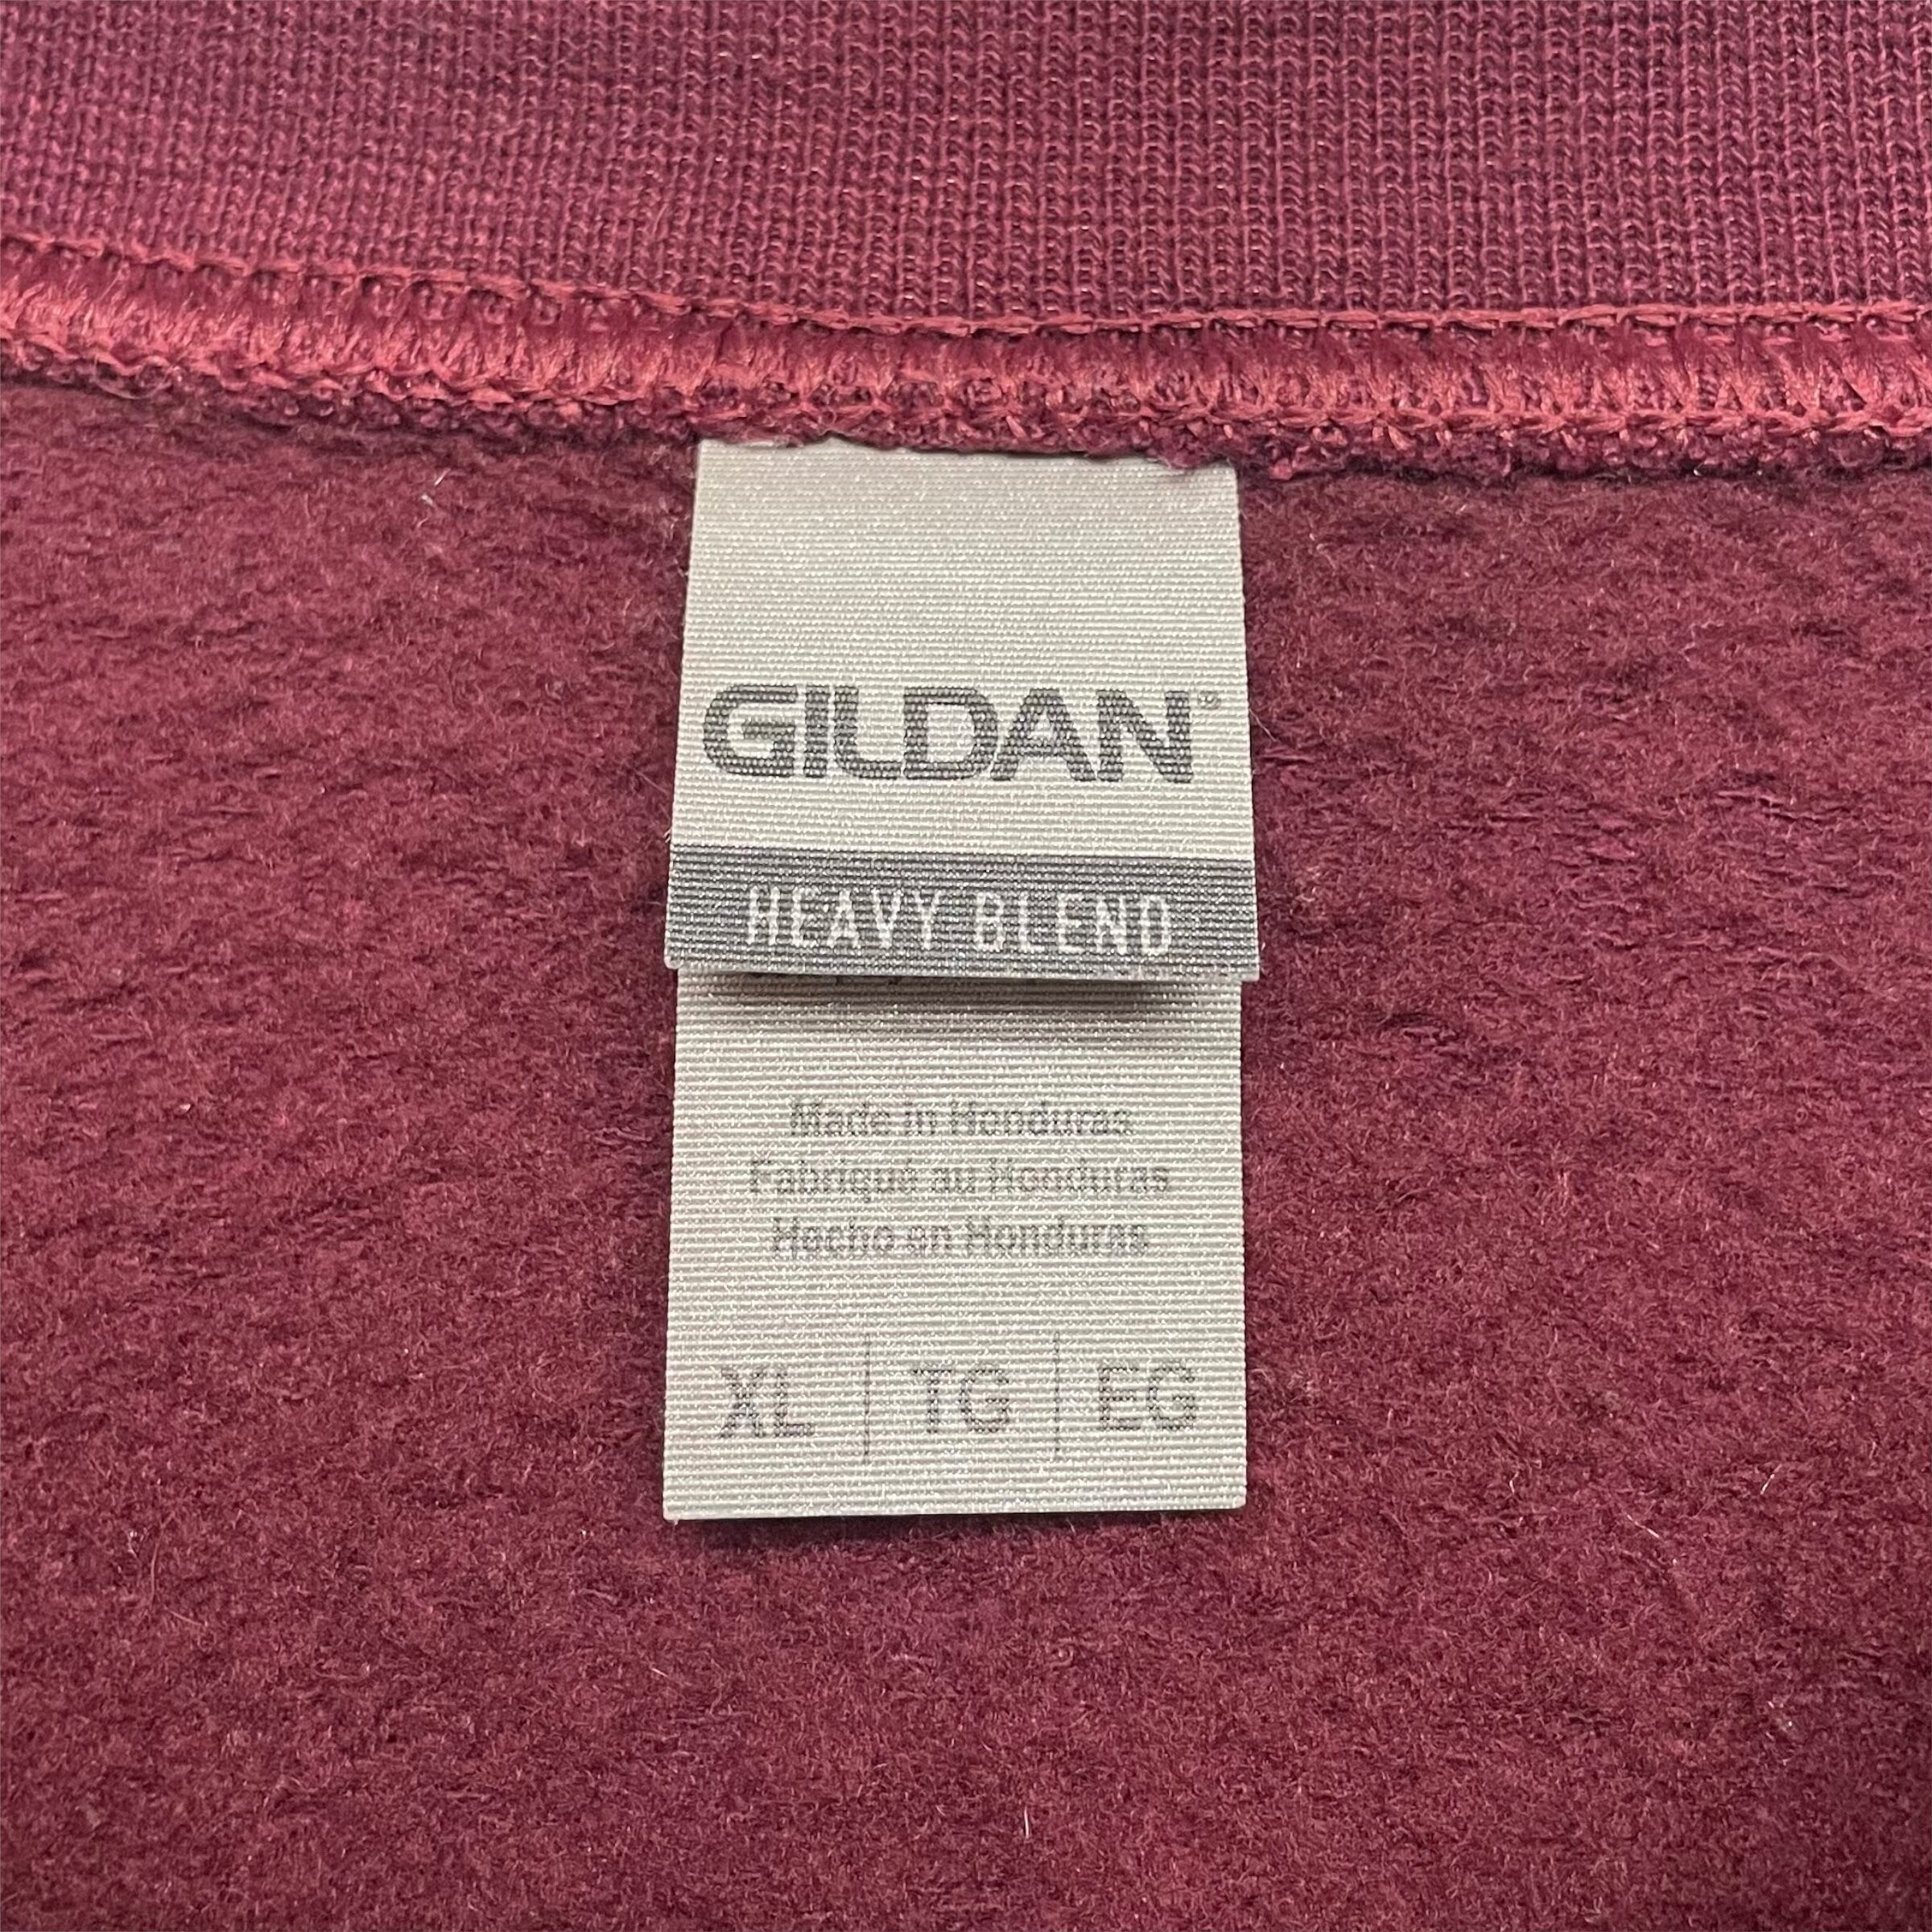 GILDAN®
HEAVY BLEND
Made in Honduras
Fabriqué au Honduras
Hecho en Honduras
XL | TG | EG